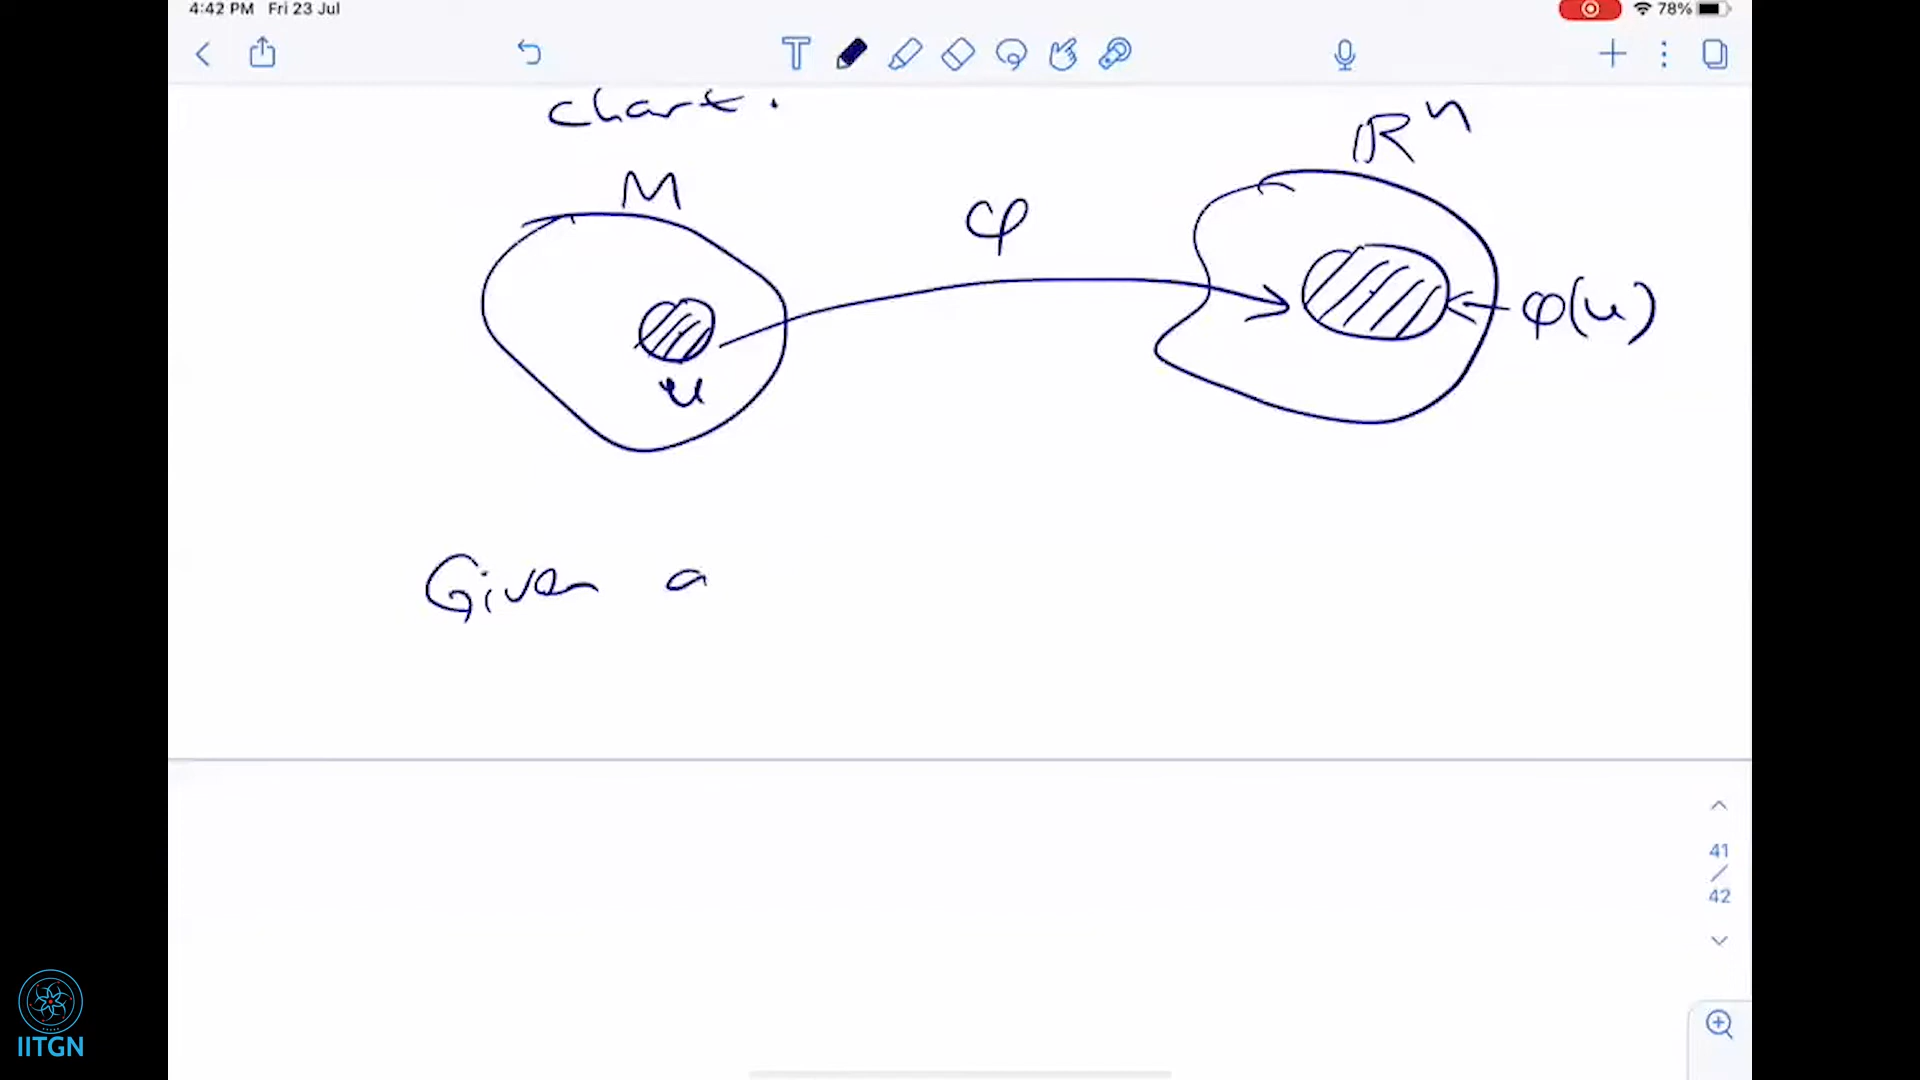 4:42 PM Fri 23 Jul
78%
T
chart.
M
φ
ℝⁿ
U
φ(U)
Given a
41
/
42
IITGN